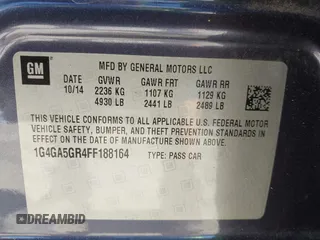 GM
MFD BY GENERAL MOTORS LLC
DATE GVWR GAWR FRT GAWR RR
10/14 2236 KG 1107 KG 1129 KG
4930 LB 2441 LB 2489 LB
THIS VEHICLE CONFORMS TO ALL APPLICABLE U.S. FEDERAL MOTOR VEHICLE
SAFETY, BUMPER, AND THEFT PREVENTION STANDARDS
IN EFFECT ON THE DATE OF MANUFACTURE SHOWN ABOVE.
1G4GA5GR4FF188164 TYPE: PASS CAR
1DREAMBID